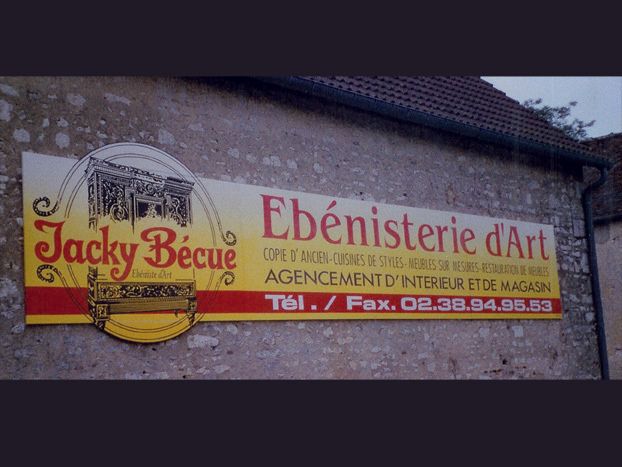 Jacky Bécue
Ebéniste d'Art
Ebénisterie d'Art
COPIE D'ANCIEN-CUISINES DE STYLES-MEUBLES SUR MESURES-RESTAURATION DE MEUBLES
AGENCEMENT D'INTERIEUR ET DE MAGASIN
Tél. / Fax. 02.38.94.95.53